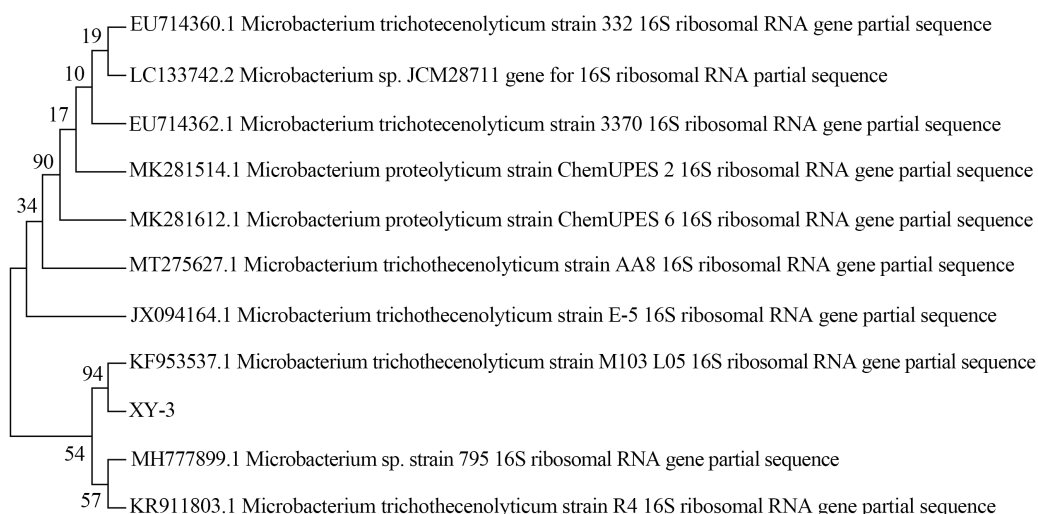 19
EU714360.1 Microbacterium trichotecenolyticum strain 332 16S ribosomal RNA gene partial sequence
10
LC133742.2 Microbacterium sp. JCM28711 gene for 16S ribosomal RNA partial sequence
17
EU714362.1 Microbacterium trichotecenolyticum strain 3370 16S ribosomal RNA gene partial sequence
90
MK281514.1 Microbacterium proteolyticum strain ChemUPES 2 16S ribosomal RNA gene partial sequence
34
MK281612.1 Microbacterium proteolyticum strain ChemUPES 6 16S ribosomal RNA gene partial sequence
MT275627.1 Microbacterium trichothecenolyticum strain AA8 16S ribosomal RNA gene partial sequence
JX094164.1 Microbacterium trichothecenolyticum strain E-5 16S ribosomal RNA gene partial sequence
KF953537.1 Microbacterium trichothecenolyticum strain M103 L05 16S ribosomal RNA gene partial sequence
94
XY-3
54
MH777899.1 Microbacterium sp. strain 795 16S ribosomal RNA gene partial sequence
57
KR911803.1 Microbacterium trichothecenolyticum strain R4 16S ribosomal RNA gene partial sequence